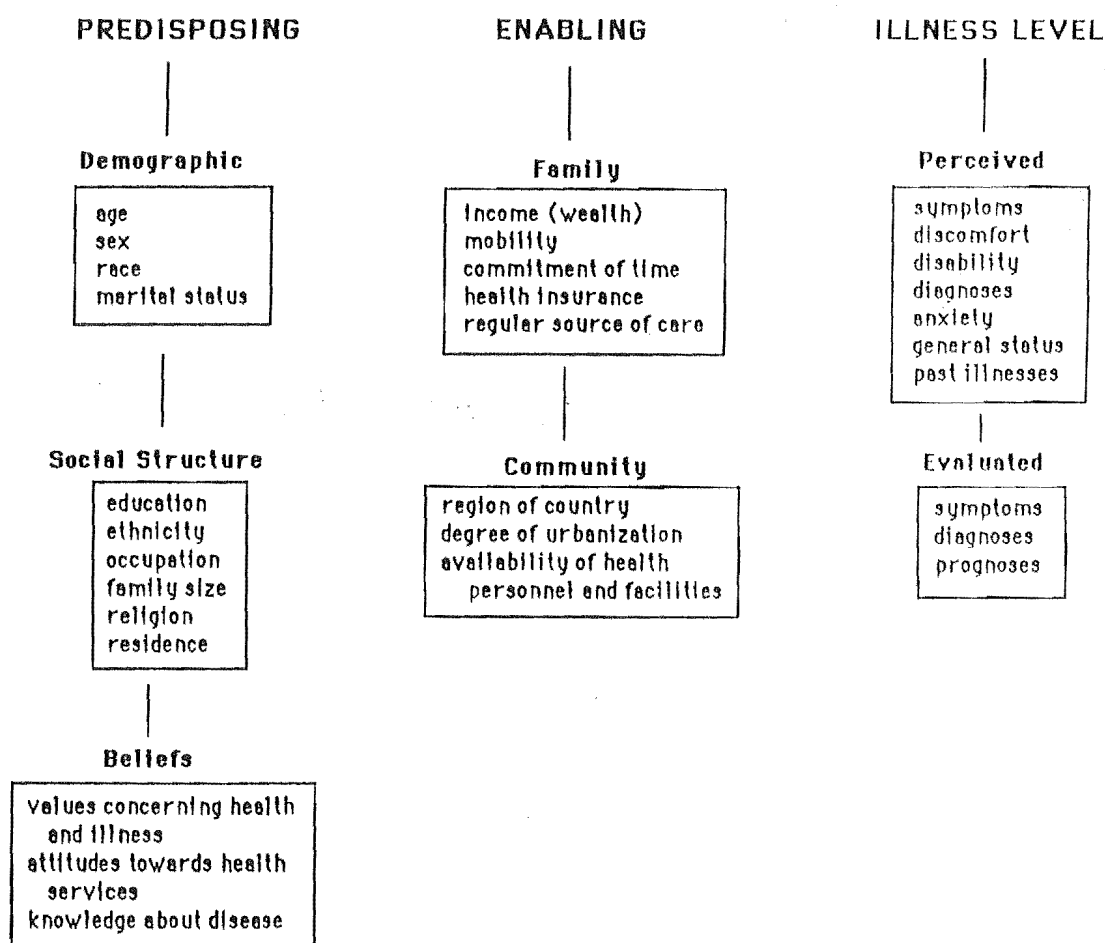 PREDISPOSING
Demographic
age
sex
race
marital status
Social Structure
education
ethnicity
occupation
family size
religion
residence
Beliefs
values concerning health
and illness
attitudes towards health
services
knowledge about disease
ENABLING
Family
income (wealth)
mobility
commitment of time
health insurance
regular source of care
Community
region of country
degree of urbanization
availability of health
personnel and facilities
ILLNESS LEVEL
Perceived
symptoms
discomfort
disability
diagnoses
anxiety
general status
past illnesses
Evaluated
symptoms
diagnoses
prognoses